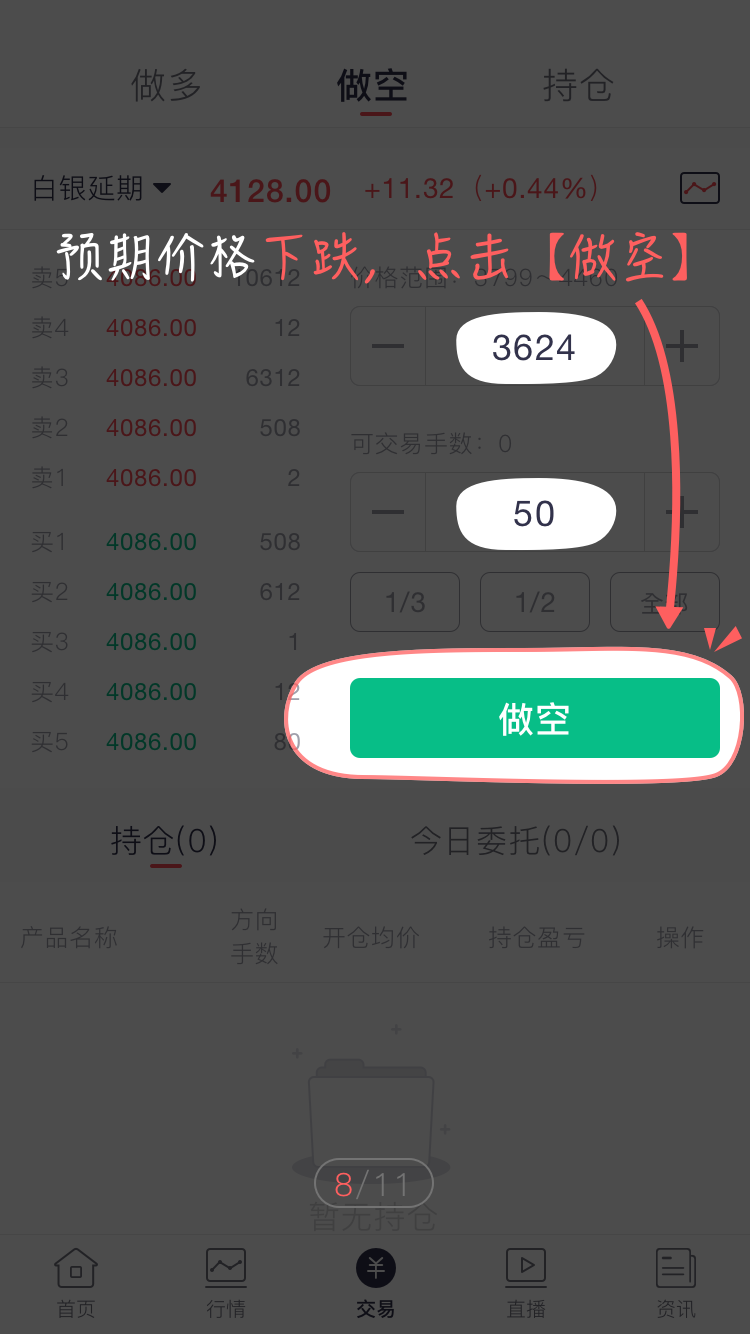 做多 做空 持仓
白银延期 4128.00 +11.32 (+0.44%)
预期价格下跌，点击【做空】
卖5 4086.00 10612 价格范围：3799~4460
卖4 4086.00 12
3624
卖3 4086.00 6312
卖2 4086.00 508 可交易手数：0
卖1 4086.00 2
50
买1 4086.00 508
买2 4086.00 612 1/3 1/2 全部
买3 4086.00 1
买4 4086.00 12
做空
买5 4086.00 80
持仓(0) 今日委托(0/0)
产品名称 方向手数 开仓均价 持仓盈亏 操作
8/11
暂无持仓
首页 行情 交易 直播 资讯